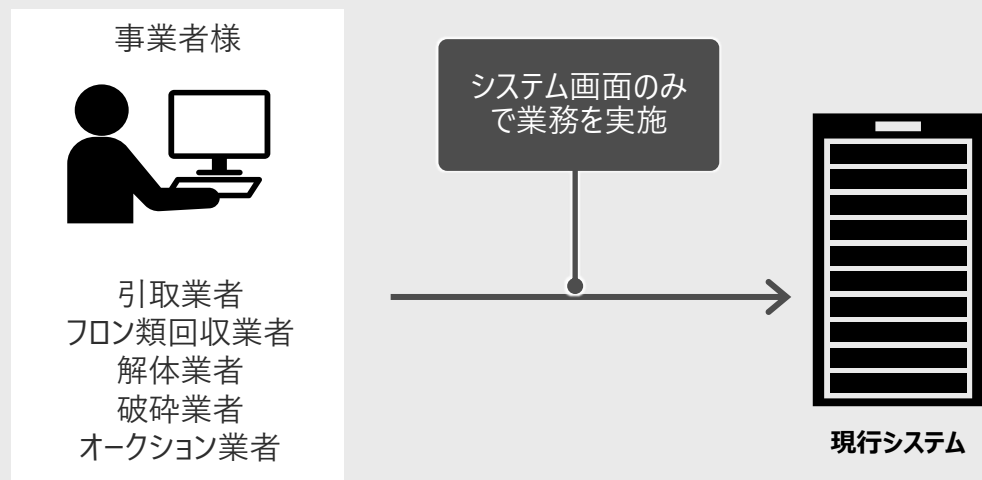 事業者様
システム画面のみ
で業務を実施
引取業者
フロン類回収業者
解体業者
破砕業者
オークション業者
現行システム